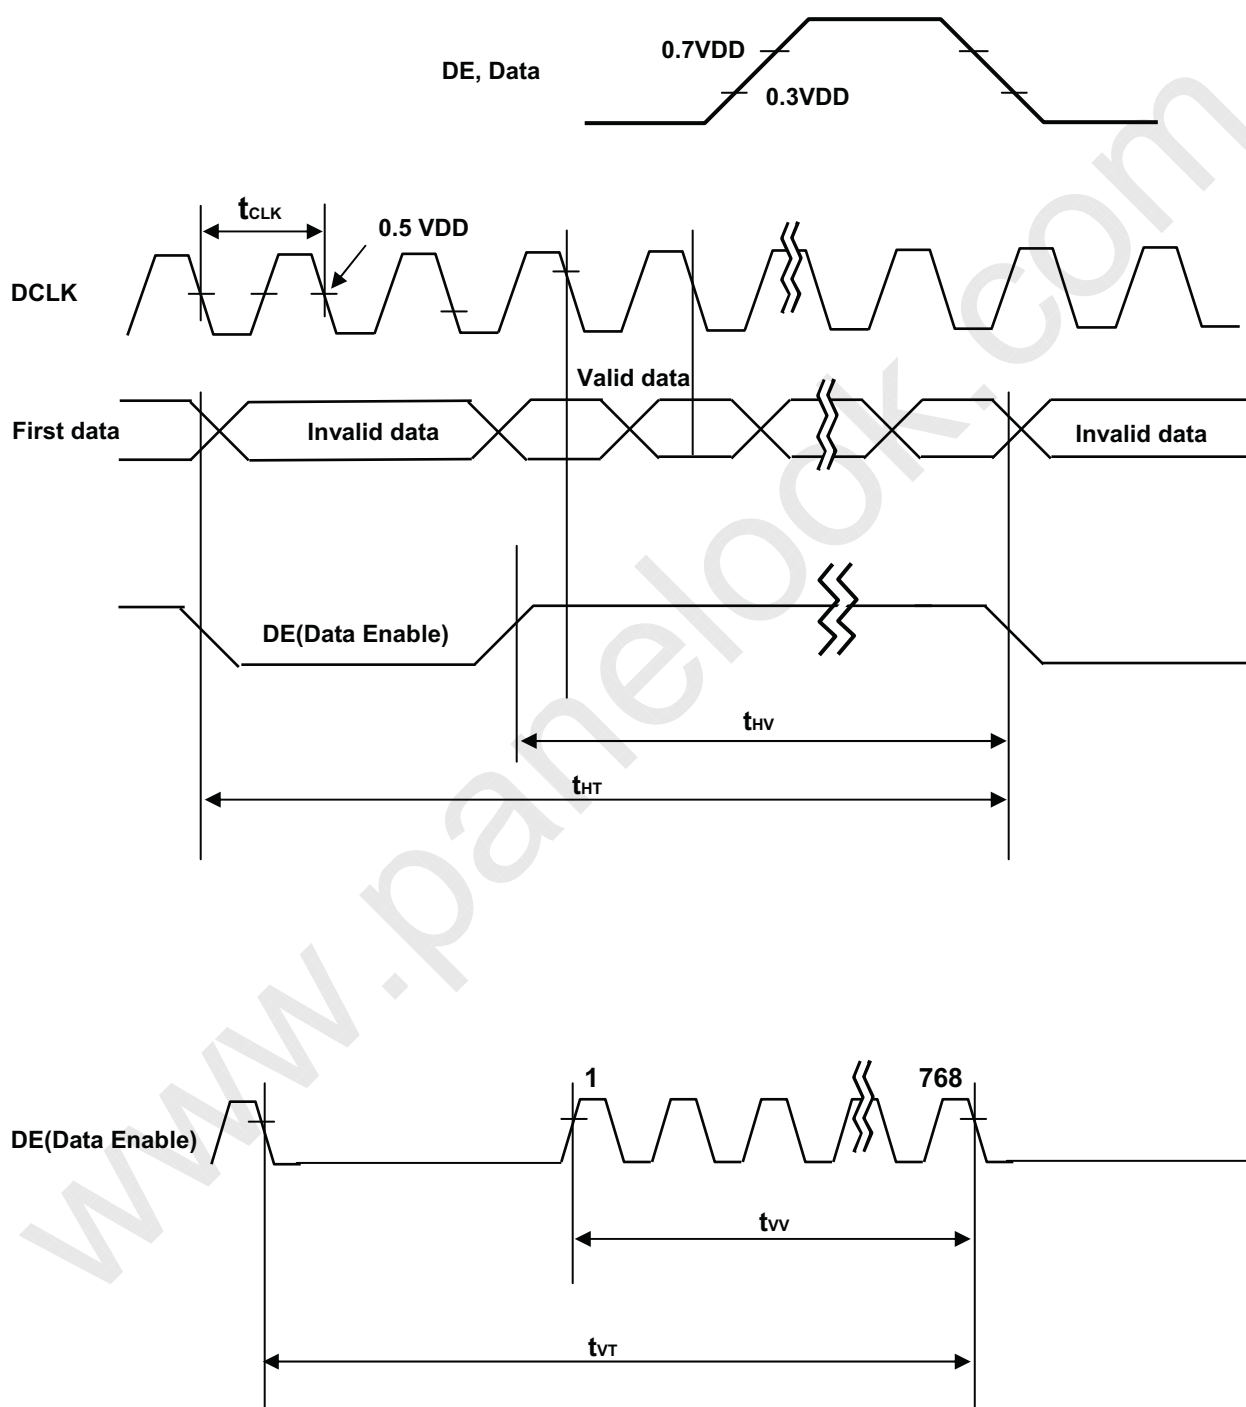 DE, Data
0.7VDD
0.3VDD
tCLK
0.5 VDD
DCLK
Valid data
First data
Invalid data
Invalid data
DE(Data Enable)
tHV
tHT
1
768
DE(Data Enable)
tVV
tVT
www.panelook.com